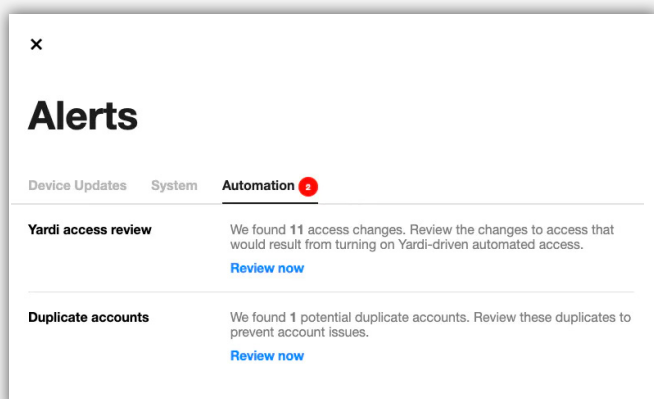 Alerts
Device Updates System Automation 2
Yardi access review
We found 11 access changes. Review the changes to access that
would result from turning on Yardi-driven automated access.
Review now
Duplicate accounts
We found 1 potential duplicate accounts. Review these duplicates to
prevent account issues.
Review now